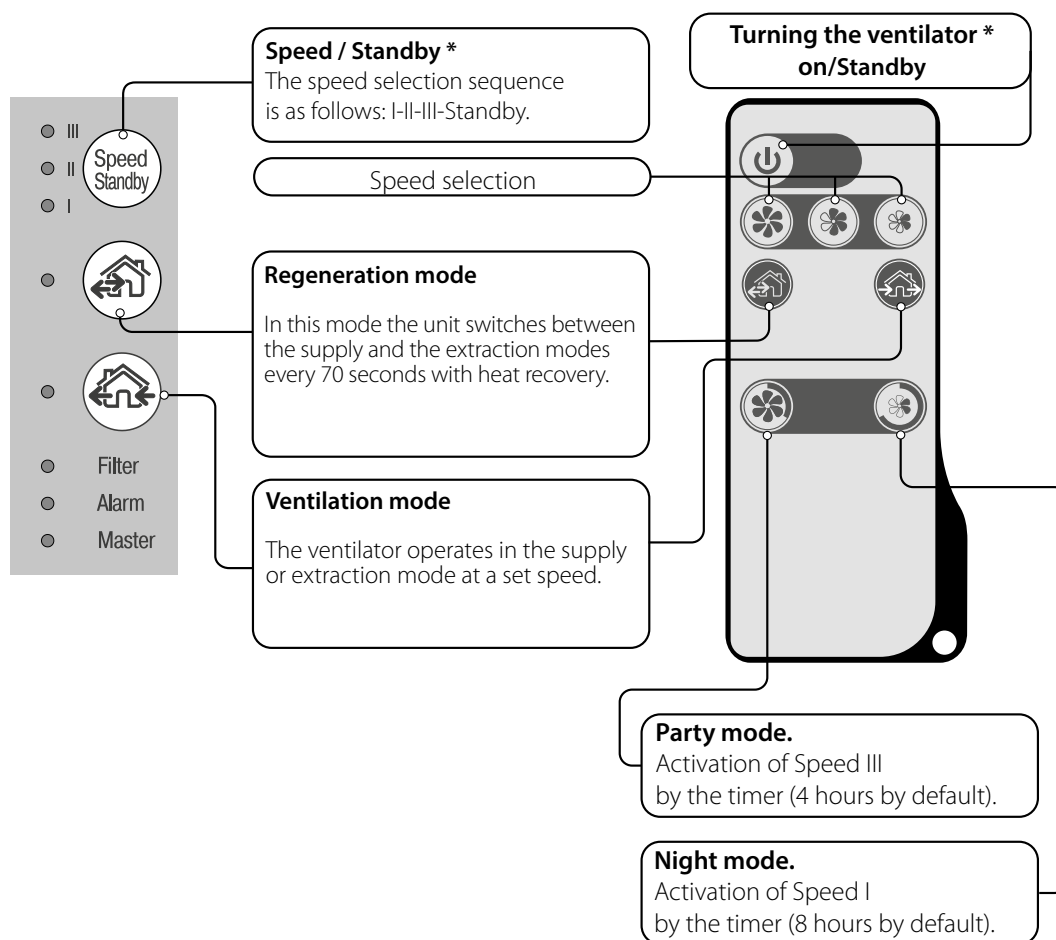 Speed / Standby *
The speed selection sequence
is as follows: I-II-III-Standby.
Turning the ventilator *
on/Standby
III
II
I
Speed
Standby
Speed selection
Regeneration mode
In this mode the unit switches between
the supply and the extraction modes
every 70 seconds with heat recovery.
Filter
Alarm
Master
Ventilation mode
The ventilator operates in the supply
or extraction mode at a set speed.
Party mode.
Activation of Speed III
by the timer (4 hours by default).
Night mode.
Activation of Speed I
by the timer (8 hours by default).